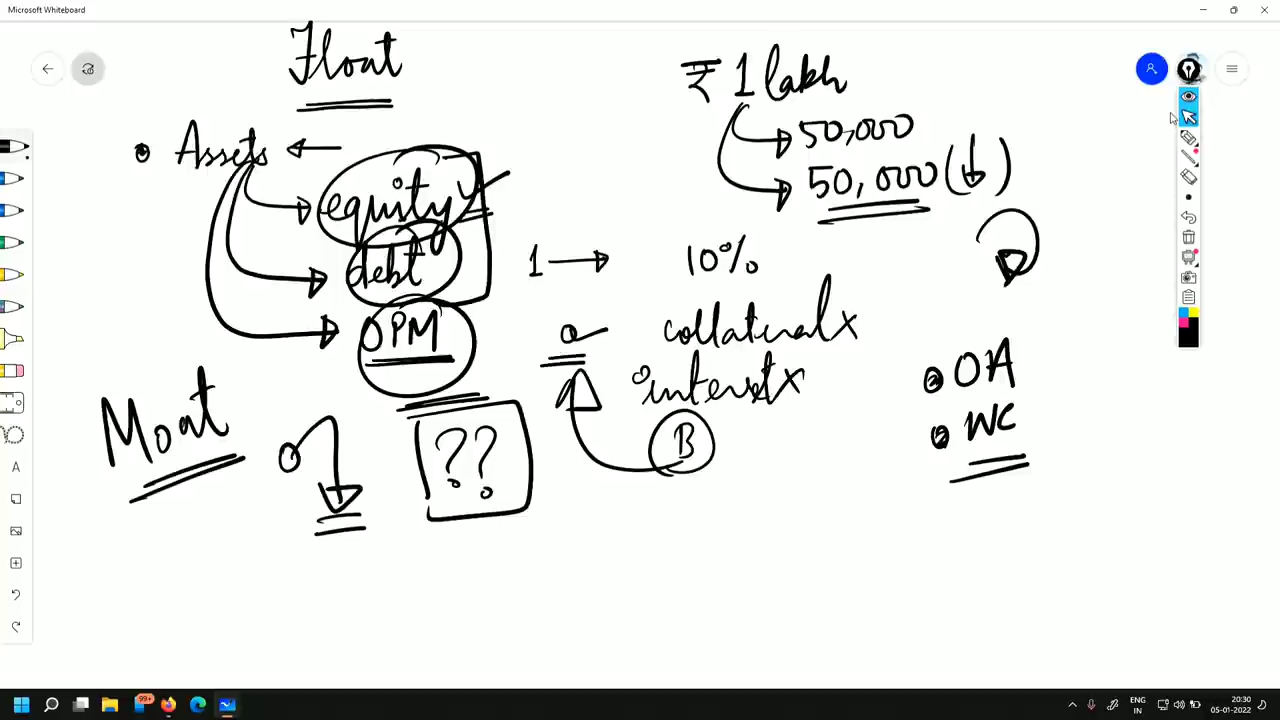 Microsoft Whiteboard
Float
Assets
equity
debt
OPM
Moat
??
₹ 1 lakh
50,000
50,000 (↓)
1 → 10%
collateral x
interest x
B
WC
A
99+
ENG
IN
20:30
05-01-2022